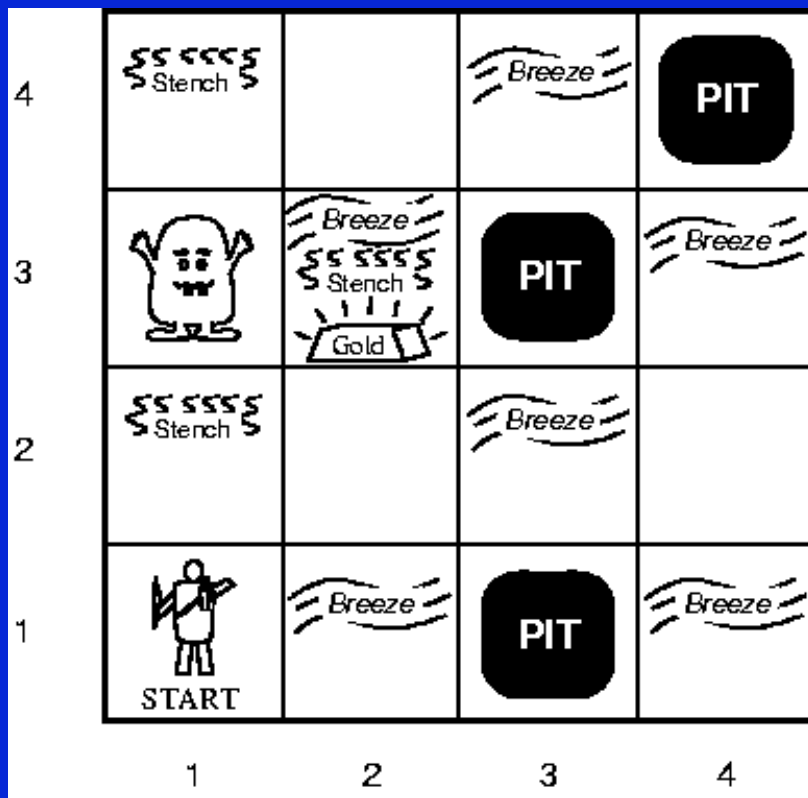 4
Stench
Breeze
PIT
3
Breeze
Stench
Gold
PIT
Breeze
2
Stench
Breeze
1
START
Breeze
PIT
Breeze
1 2 3 4